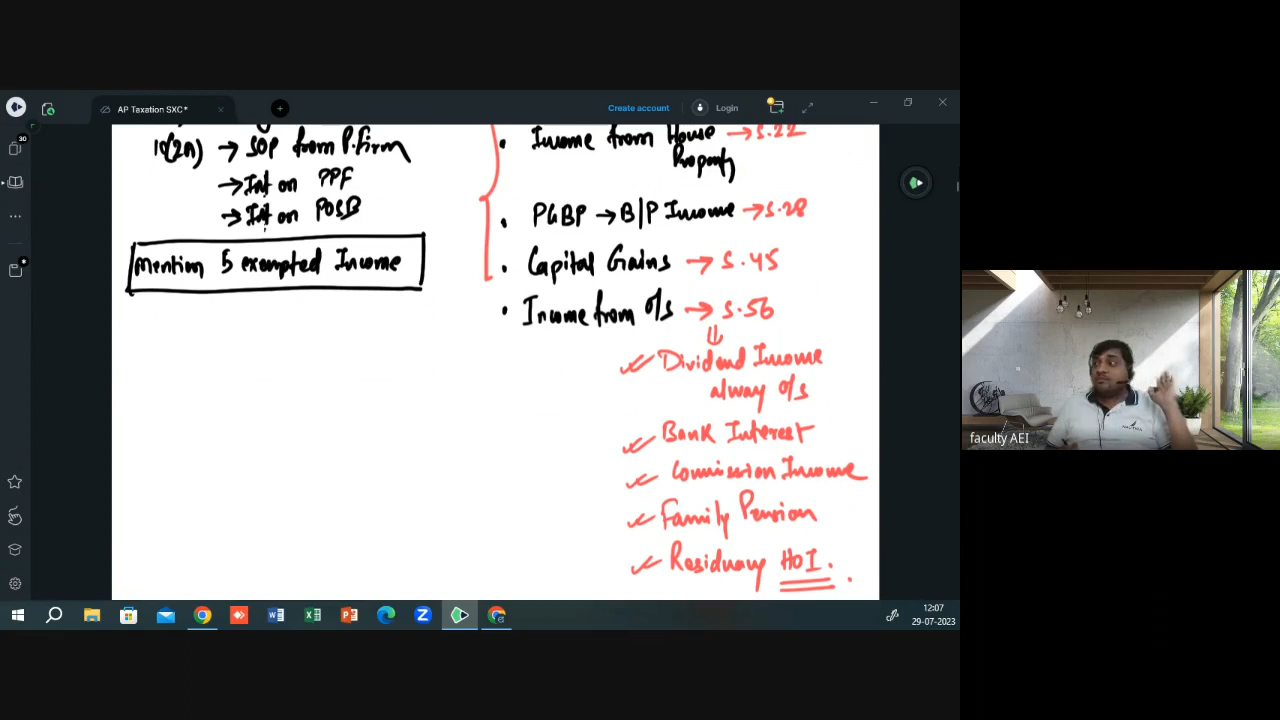 AP Taxation SXC*
Create account
Login
30
10(2A) → SOP from P.Firm
→ Int on PPF
→ Int on POSB
Mention 5 exempted Income
• Income from House → S.22
Property
• PGBP → B/P Income → S.28
• Capital Gains → S.45
• Income from o/s → S.56
Dividend Income
alway o/s
Bank Interest
Commission Income
Family Pension
Residuary HOI.
faculty AEI
NAUTICA
12:07
29-07-2023